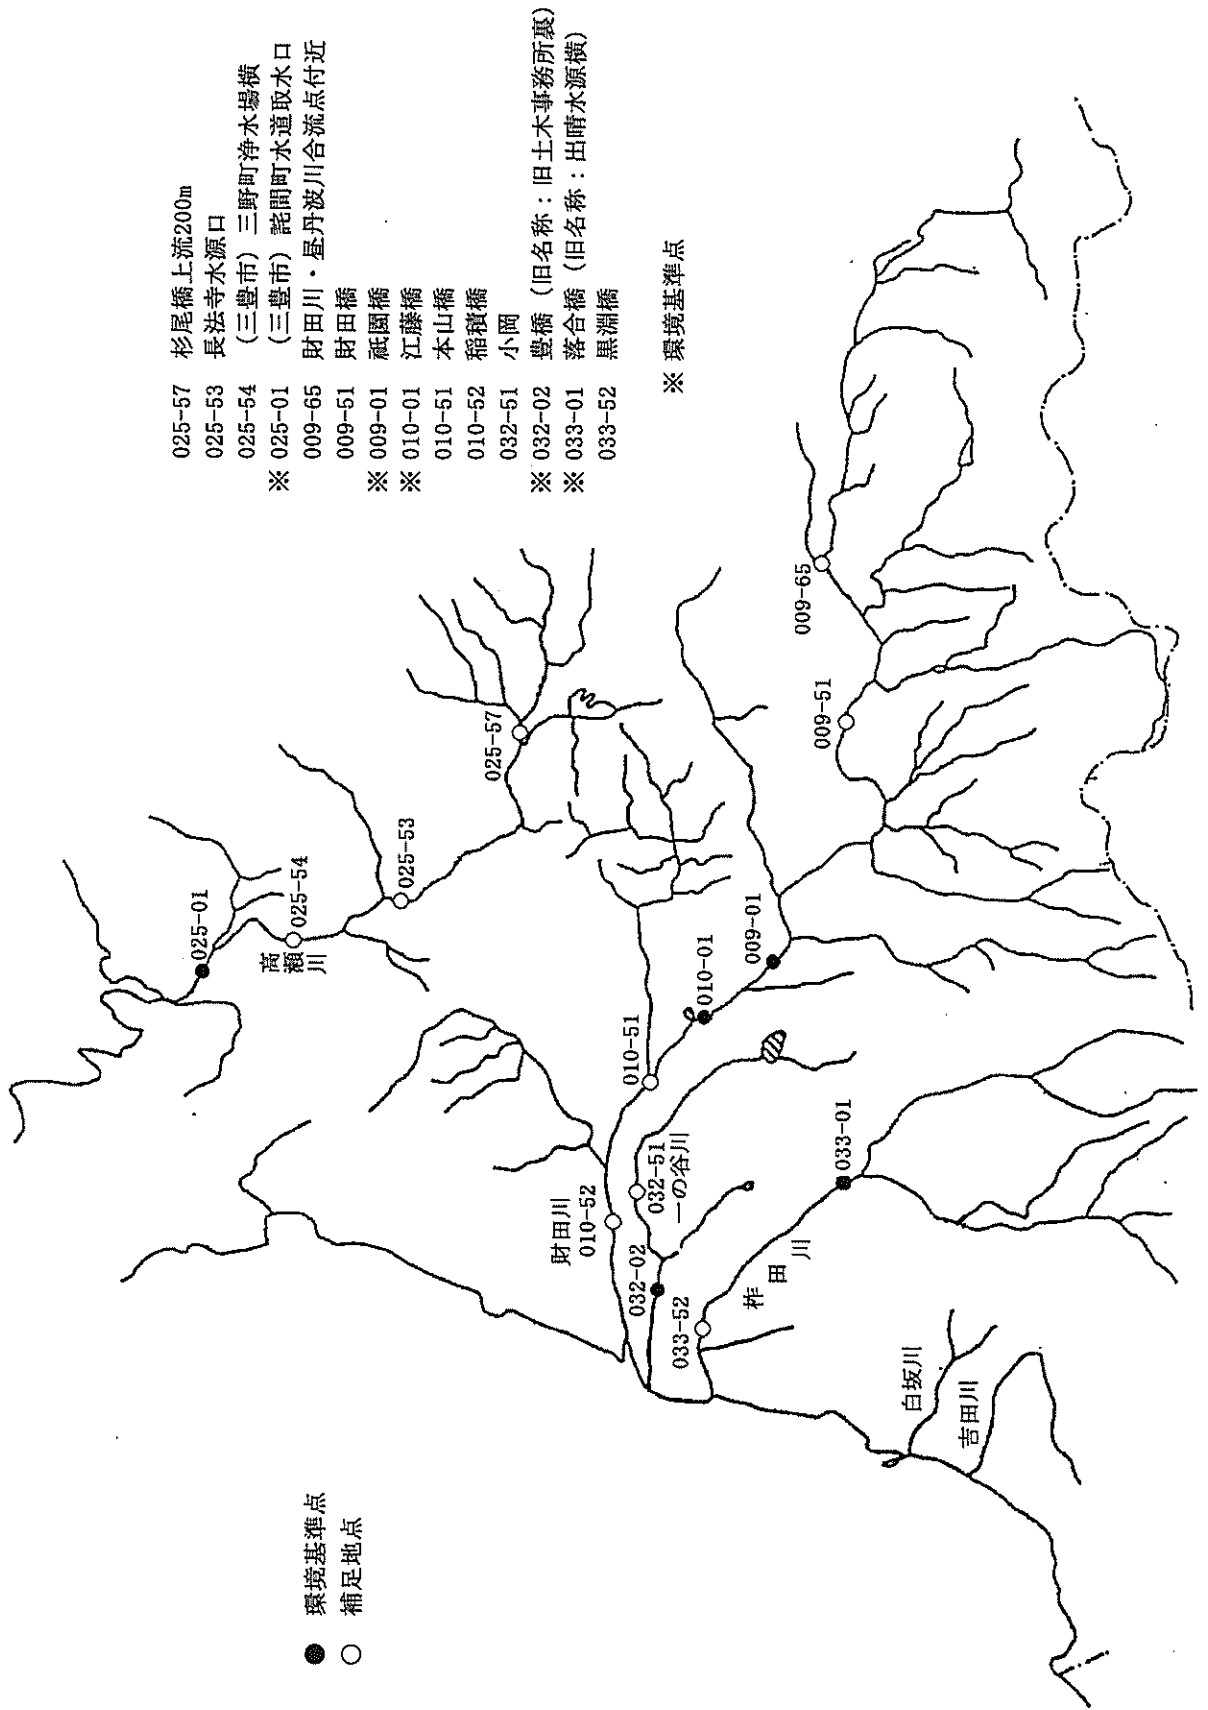 025-57 杉尾橋上流200m
025-53 長法寺水源口
025-54 (三豊市) 三野町浄水場横
※ 025-01 (三豊市) 詫間町水道取水口
009-65 財田川・昼丹波川合流点付近
009-51 財田橋
※ 009-01 祇園橋
※ 010-01 江藤橋
010-51 本山橋
010-52 稲積橋
032-51 小岡
※ 032-02 豊橋 (旧名称：旧土木事務所裏)
※ 033-01 落合橋 (旧名称：出晴水源横)
033-52 黒淵橋
※ 環境基準点
025-01
025-54
高瀬川
025-53
025-57
009-65
009-51
009-01
010-01
010-51
財田川
010-52
032-51
一の谷川
032-02
033-52
033-01
柞田川
白坂川
吉田川
● 環境基準点
○ 補足地点